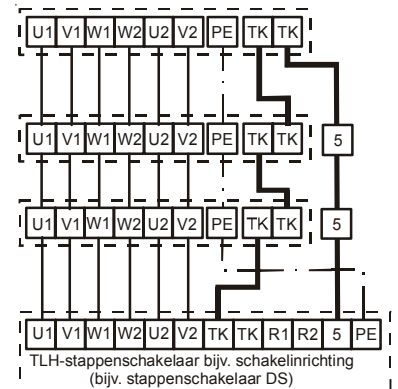 U1 V1 W1 W2 U2 V2 PE TK TK
U1 V1 W1 W2 U2 V2 PE TK TK 5
U1 V1 W1 W2 U2 V2 PE TK TK 5
U1 V1 W1 W2 U2 V2 TK TK R1 R2 5 PE
TLH-stappenschakelaar bijv. schakelinrichting
(bijv. stappenschakelaar DS)